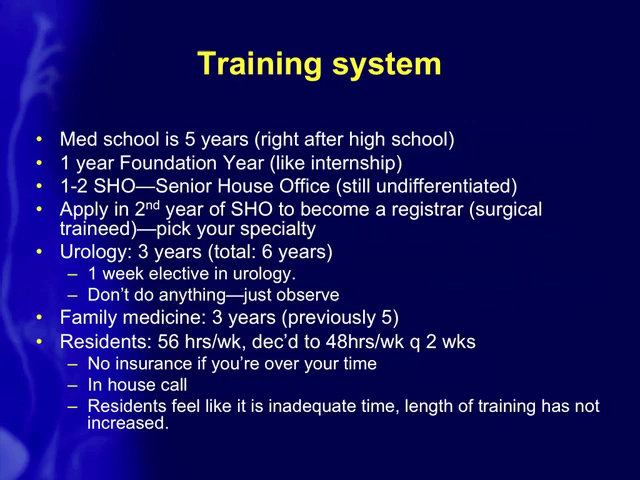 Training system
• Med school is 5 years (right after high school)
• 1 year Foundation Year (like internship)
• 1-2 SHO—Senior House Office (still undifferentiated)
• Apply in 2nd year of SHO to become a registrar (surgical
traineed)—pick your specialty
• Urology: 3 years (total: 6 years)
– 1 week elective in urology.
– Don't do anything—just observe
• Family medicine: 3 years (previously 5)
• Residents: 56 hrs/wk, dec'd to 48hrs/wk q 2 wks
– No insurance if you're over your time
– In house call
– Residents feel like it is inadequate time, length of training has not
increased.